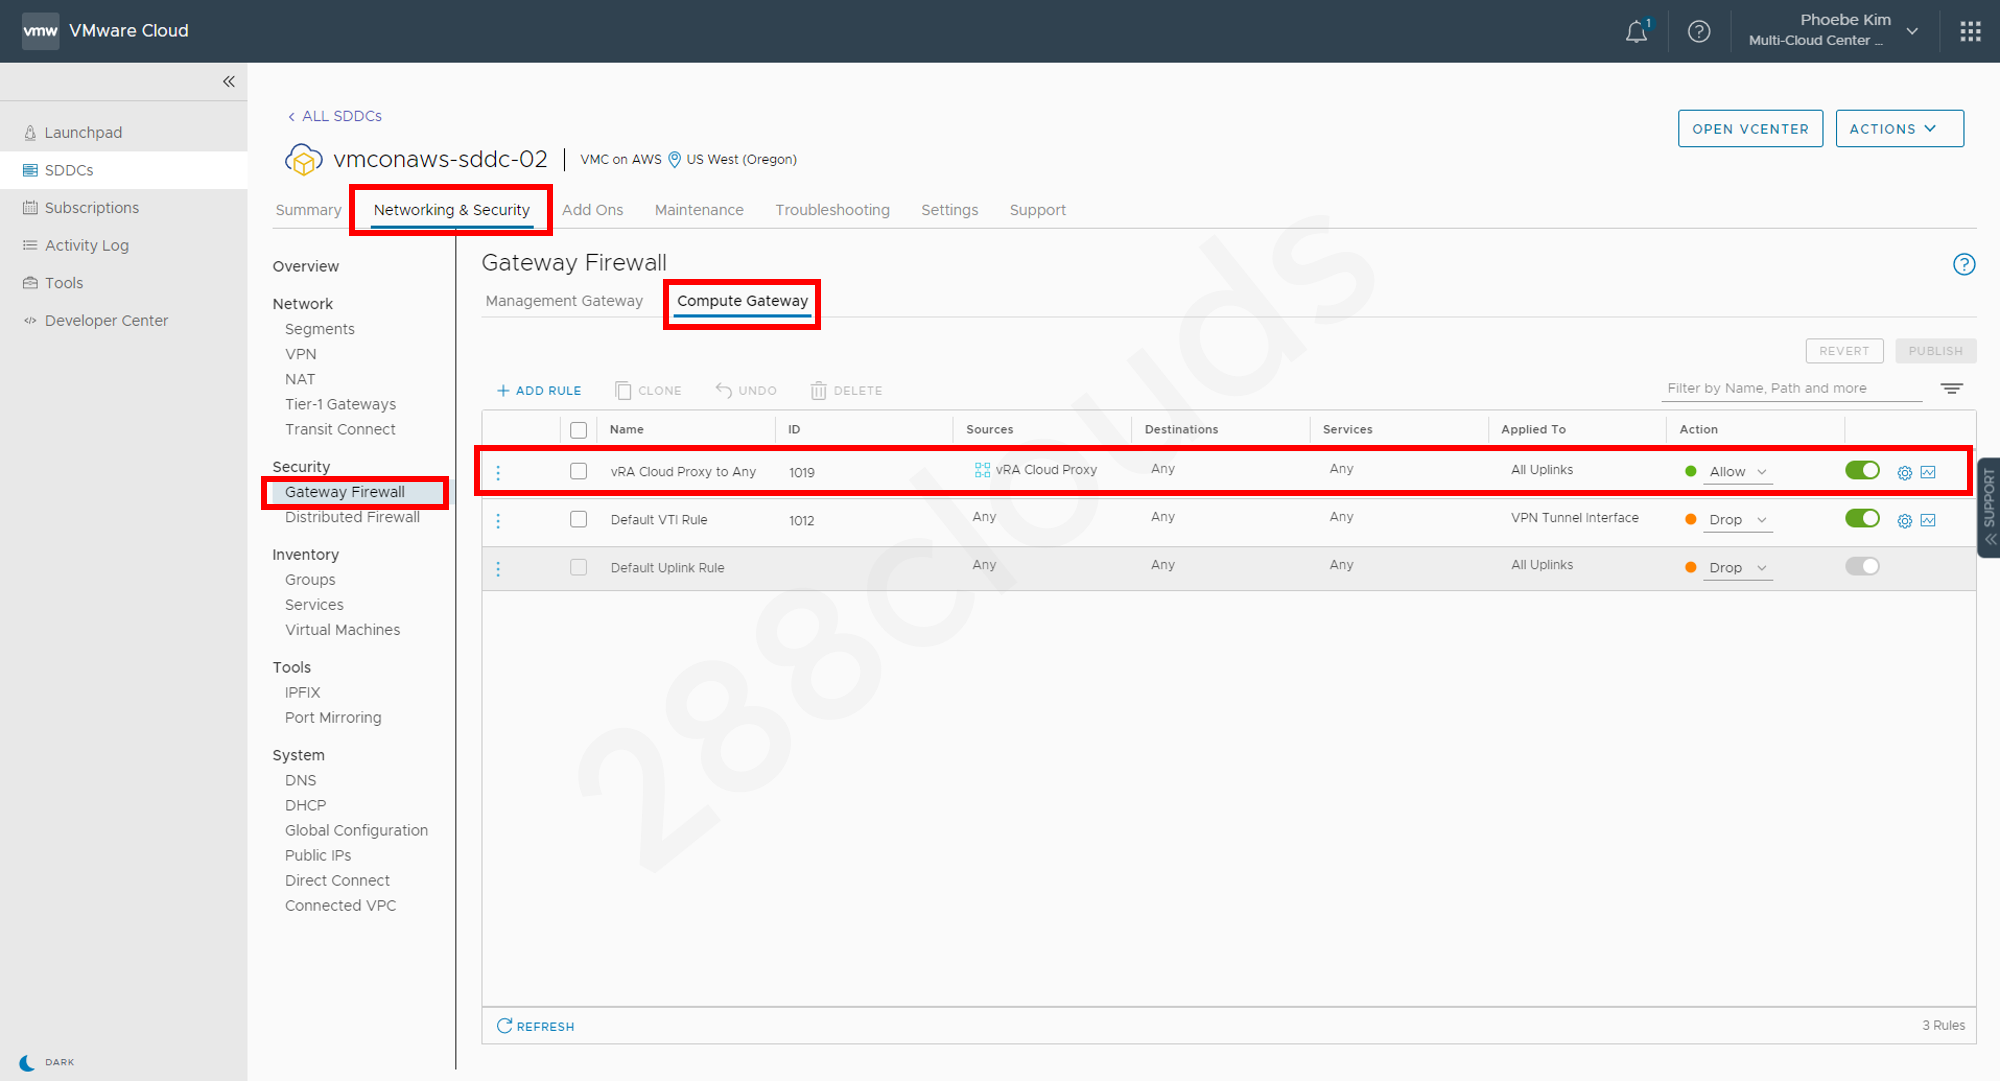 vmw VMware Cloud
1
Phoebe Kim
Multi-Cloud Center ...
Launchpad
SDDCs
Subscriptions
Activity Log
Tools
Developer Center
DARK
ALL SDDCs
OPEN VCENTER
ACTIONS
vmconaws-sddc-02 | VMC on AWS US West (Oregon)
Summary Networking & Security Add Ons Maintenance Troubleshooting Settings Support
Overview
Network
Segments
VPN
NAT
Tier-1 Gateways
Transit Connect
Security
Gateway Firewall
Distributed Firewall
Inventory
Groups
Services
Virtual Machines
Tools
IPFIX
Port Mirroring
System
DNS
DHCP
Global Configuration
Public IPs
Direct Connect
Connected VPC
Gateway Firewall
Management Gateway Compute Gateway
REVERT PUBLISH
+ ADD RULE CLONE UNDO DELETE
Filter by Name, Path and more
Name ID Sources Destinations Services Applied To Action
vRA Cloud Proxy to Any 1019 vRA Cloud Proxy Any Any All Uplinks Allow
Default VTI Rule 1012 Any Any Any VPN Tunnel Interface Drop
Default Uplink Rule Any Any Any All Uplinks Drop
REFRESH
3 Rules
SUPPORT
288clouds